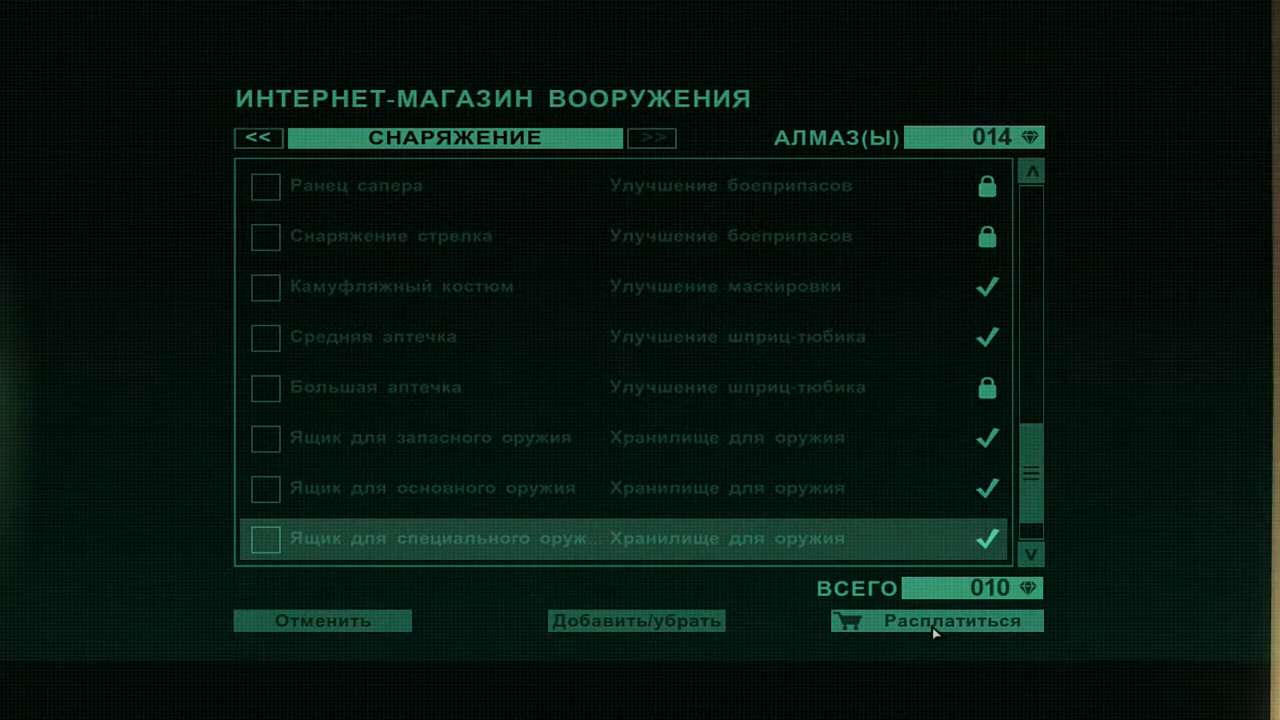 ИНТЕРНЕТ-МАГАЗИН ВООРУЖЕНИЯ
<< СНАРЯЖЕНИЕ >> АЛМАЗ(Ы) 014
Ранец сапера Улучшение боеприпасов
Снаряжение стрелка Улучшение боеприпасов
Камуфляжный костюм Улучшение маскировки
Средняя аптечка Улучшение шприц-тюбика
Большая аптечка Улучшение шприц-тюбика
Ящик для запасного оружия Хранилище для оружия
Ящик для основного оружия Хранилище для оружия
Ящик для специального оруж... Хранилище для оружия
ВСЕГО 010
Отменить Добавить/убрать Расплатиться